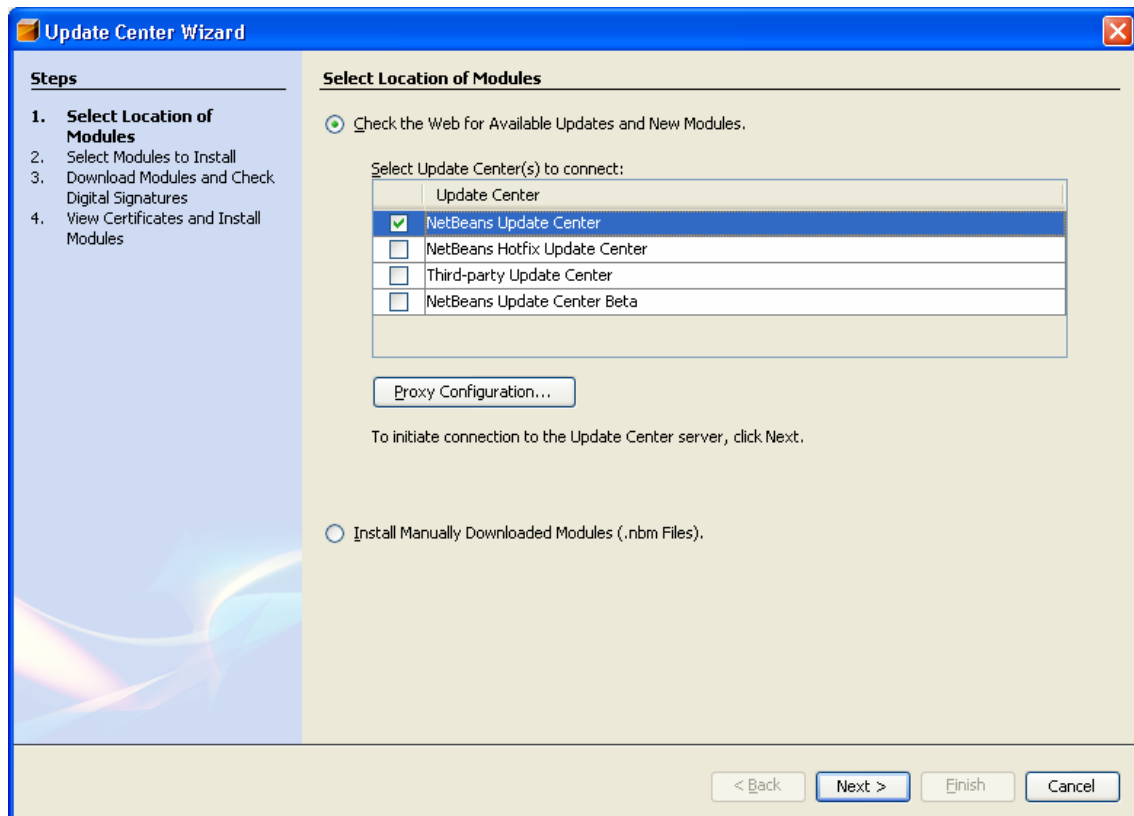 Update Center Wizard
Steps
1. Select Location of
Modules
2. Select Modules to Install
3. Download Modules and Check
Digital Signatures
4. View Certificates and Install
Modules
Select Location of Modules
Check the Web for Available Updates and New Modules.
Select Update Center(s) to connect:
Update Center
NetBeans Update Center
NetBeans Hotfix Update Center
Third-party Update Center
NetBeans Update Center Beta
Proxy Configuration...
To initiate connection to the Update Center server, click Next.
Install Manually Downloaded Modules (.nbm Files).
< Back Next > Finish Cancel